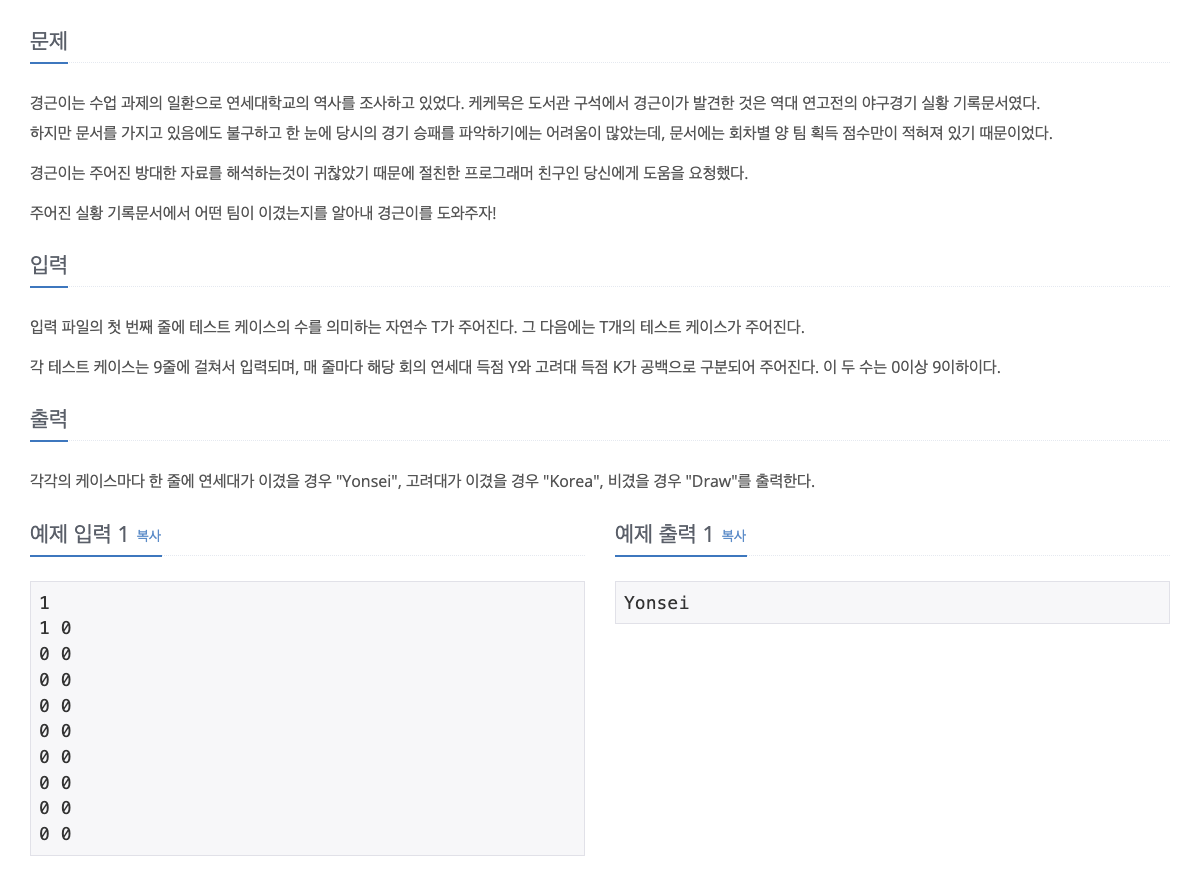 문제
경근이는 수업 과제의 일환으로 연세대학교의 역사를 조사하고 있었다. 케케묵은 도서관 구석에서 경근이가 발견한 것은 역대 연고전의 야구경기 실황 기록문서였다.
하지만 문서를 가지고 있음에도 불구하고 한 눈에 당시의 경기 승패를 파악하기에는 어려움이 많았는데, 문서에는 회차별 양 팀 획득 점수만이 적혀져 있기 때문이었다.
경근이는 주어진 방대한 자료를 해석하는것이 귀찮았기 때문에 절친한 프로그래머 친구인 당신에게 도움을 요청했다.
주어진 실황 기록문서에서 어떤 팀이 이겼는지를 알아내 경근이를 도와주자!
입력
입력 파일의 첫 번째 줄에 테스트 케이스의 수를 의미하는 자연수 T가 주어진다. 그 다음에는 T개의 테스트 케이스가 주어진다.
각 테스트 케이스는 9줄에 걸쳐서 입력되며, 매 줄마다 해당 회의 연세대 득점 Y와 고려대 득점 K가 공백으로 구분되어 주어진다. 이 두 수는 0이상 9이하이다.
출력
각각의 케이스마다 한 줄에 연세대가 이겼을 경우 "Yonsei", 고려대가 이겼을 경우 "Korea", 비겼을 경우 "Draw"를 출력한다.
예제 입력 1 복사
1
1 0
0 0
0 0
0 0
0 0
0 0
0 0
0 0
0 0
예제 출력 1 복사
Yonsei